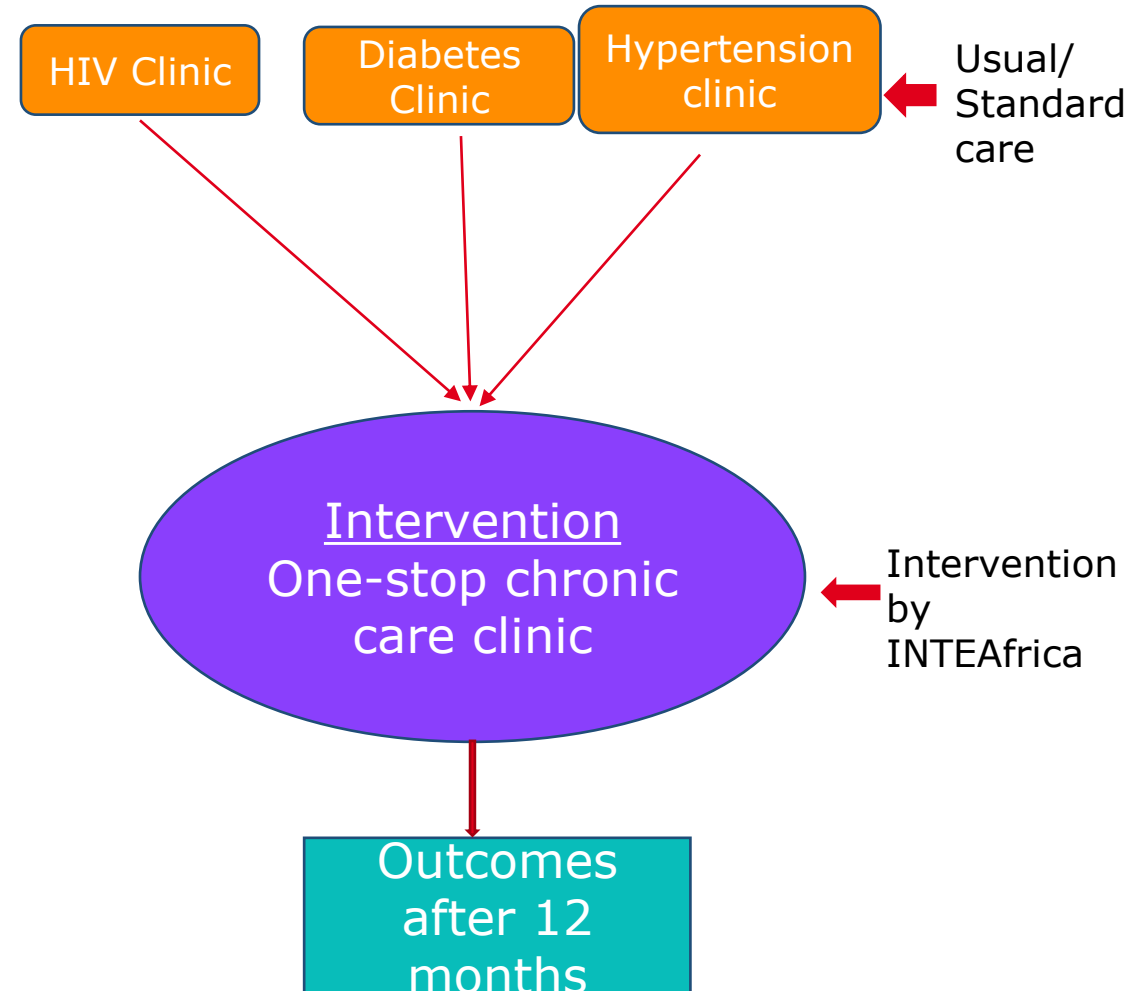 HIV Clinic
Diabetes
Clinic
Hypertension
clinic
Usual/
Standard
care
Intervention
One-stop chronic
care clinic
Intervention
by
INTEAfrica
Outcomes
after 12
months